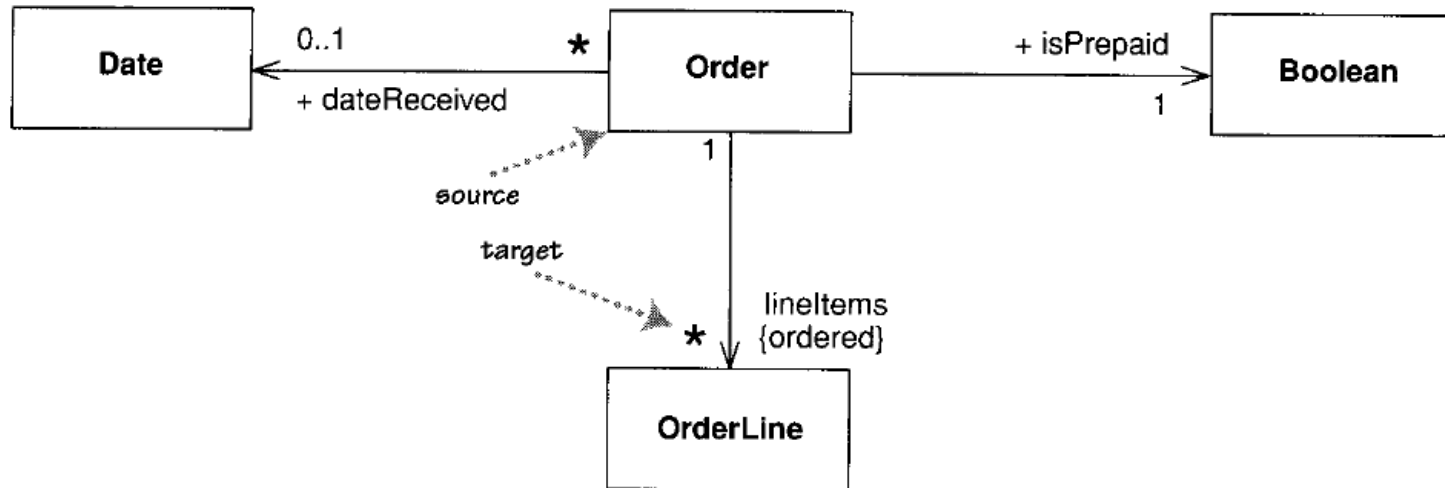 Date
0..1
*
+ dateReceived
Order
+ isPrepaid
1
Boolean
1
source
target
*
lineItems
{ordered}
OrderLine